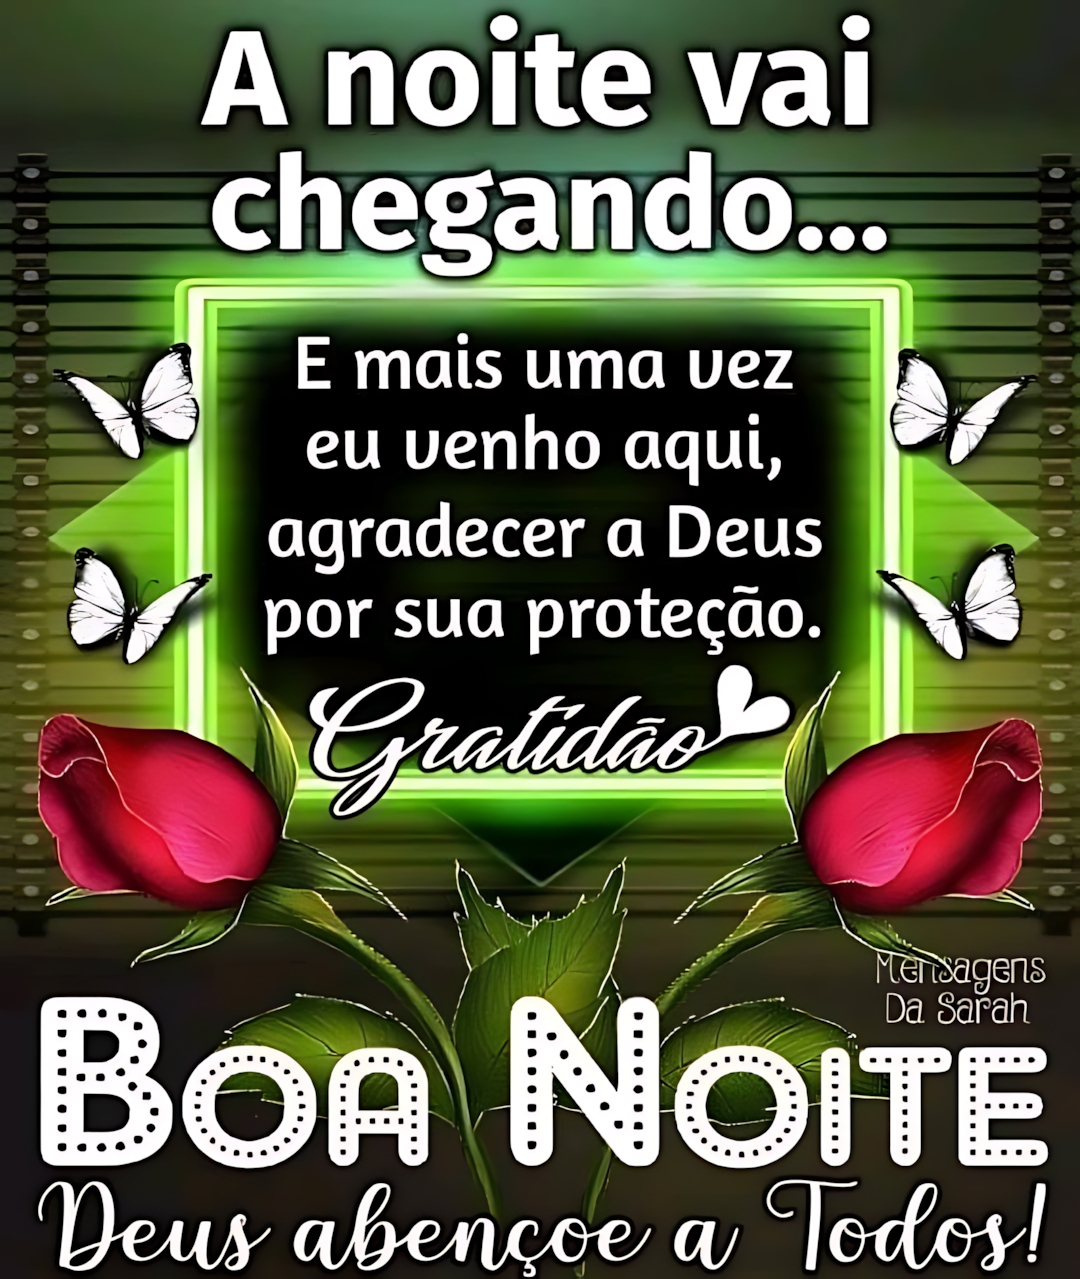 A noite vai
chegando...
E mais uma vez
eu venho aqui,
agradecer a Deus
por sua proteção.
Gratidão
Mensagens
Da Sarah
BOA NOITE
Deus abençoe a Todos!